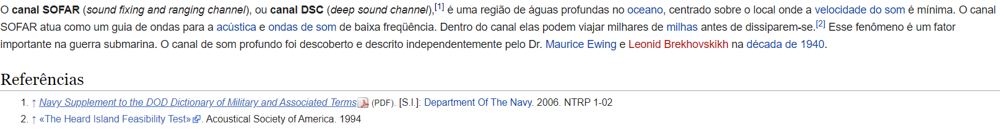 O canal SOFAR (sound fixing and ranging channel), ou canal DSC (deep sound channel),[1] é uma região de águas profundas no oceano, centrado sobre o local onde a velocidade do som é mínima. O canal
SOFAR atua como um guia de ondas para a acústica e ondas de som de baixa freqüência. Dentro do canal elas podem viajar milhares de milhas antes de dissiparem-se.[2] Esse fenômeno é um fator
importante na guerra submarina. O canal de som profundo foi descoberto e descrito independentemente pelo Dr. Maurice Ewing e Leonid Brekhovskikh na década de 1940.
Referências
1. ↑ Navy Supplement to the DOD Dictionary of Military and Associated Terms (PDF). [S.l.]: Department Of The Navy. 2006. NTRP 1-02
2. ↑ «The Heard Island Feasibility Test». Acoustical Society of America. 1994